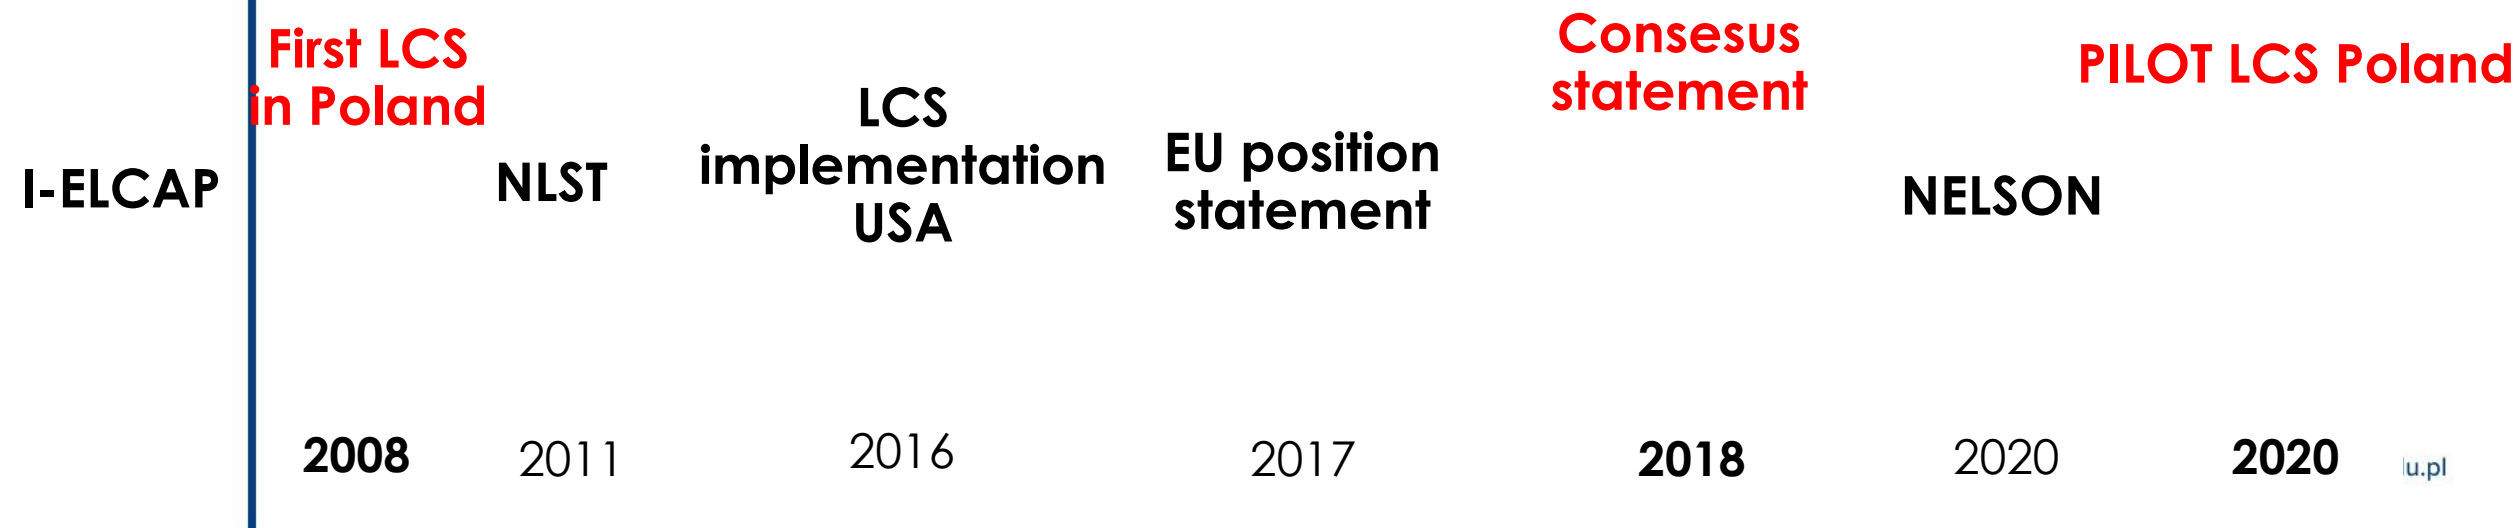 First LCS
in Poland
I-ELCAP
NLST
LCS
implementation
USA
EU position
statement
Consesus
statement
NELSON
PILOT LCS Poland
2008
2011
2016
2017
2018
2020
2020
u.pl